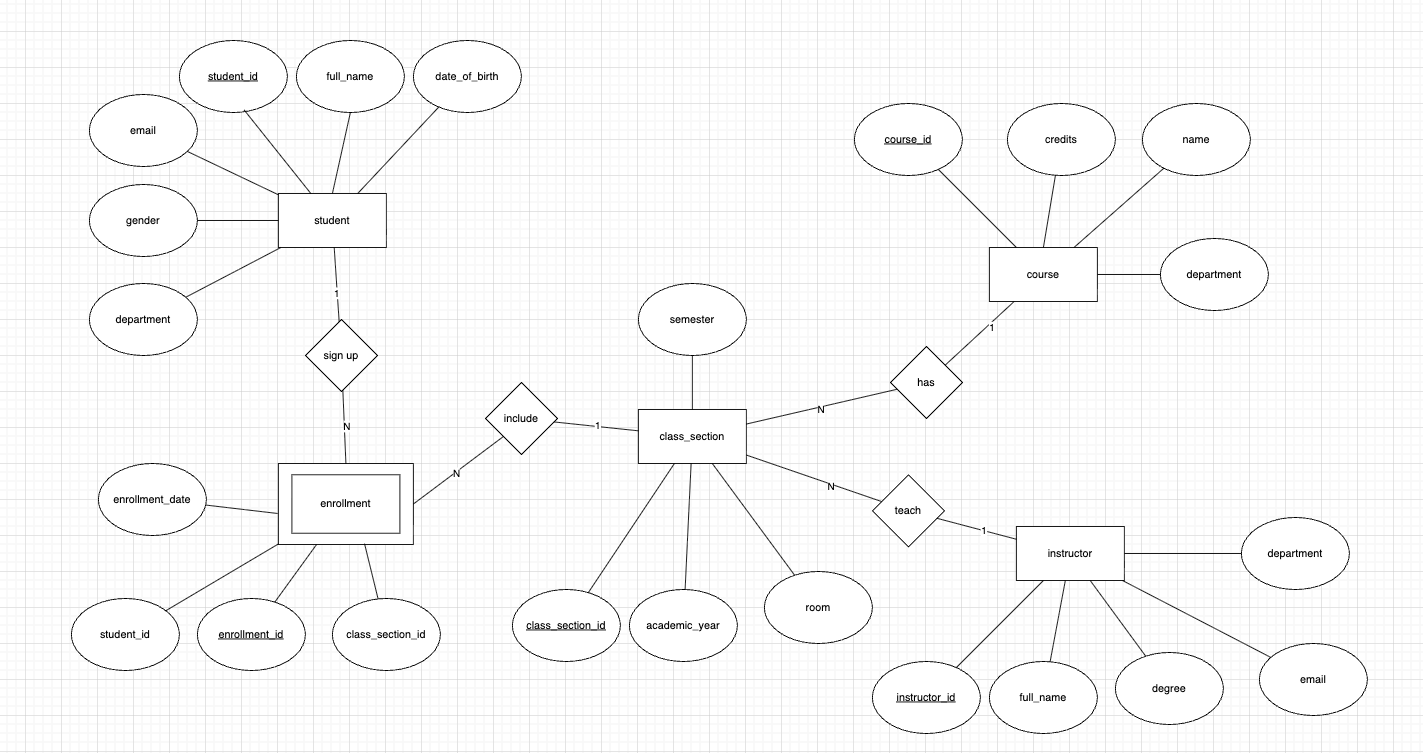 student_id
full_name
date_of_birth
email
gender
department
student
1
sign up
N
enrollment_date
enrollment
student_id
enrollment_id
class_section_id
include
N
1
semester
class_section
class_section_id
academic_year
room
N
has
1
course_id
credits
name
course
department
N
teach
1
instructor
department
instructor_id
full_name
degree
email